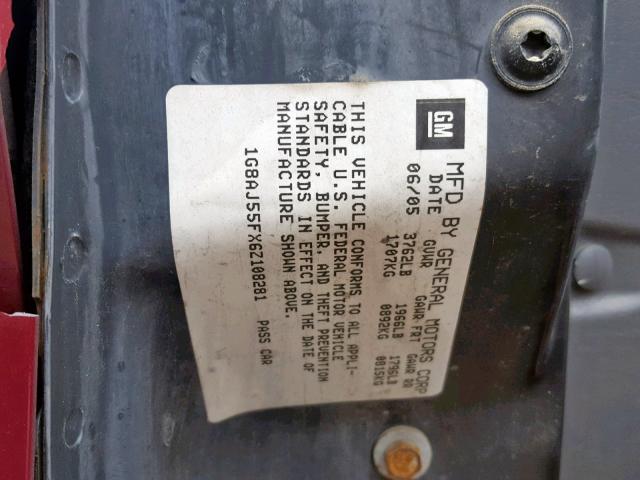 GM MFD BY GENERAL MOTORS CORP
DATE GVWR GAWR FRT GAWR RR
06/05 3762LB 1966LB 1796LB
1707KG 0892KG 0815KG
THIS VEHICLE CONFORMS TO ALL APPLI-
CABLE U.S. FEDERAL MOTOR VEHICLE
SAFETY, BUMPER, AND THEFT PREVENTION
STANDARDS IN EFFECT ON THE DATE OF
MANUFACTURE SHOWN ABOVE.
1G8AJ55FX6Z108281 PASS CAR